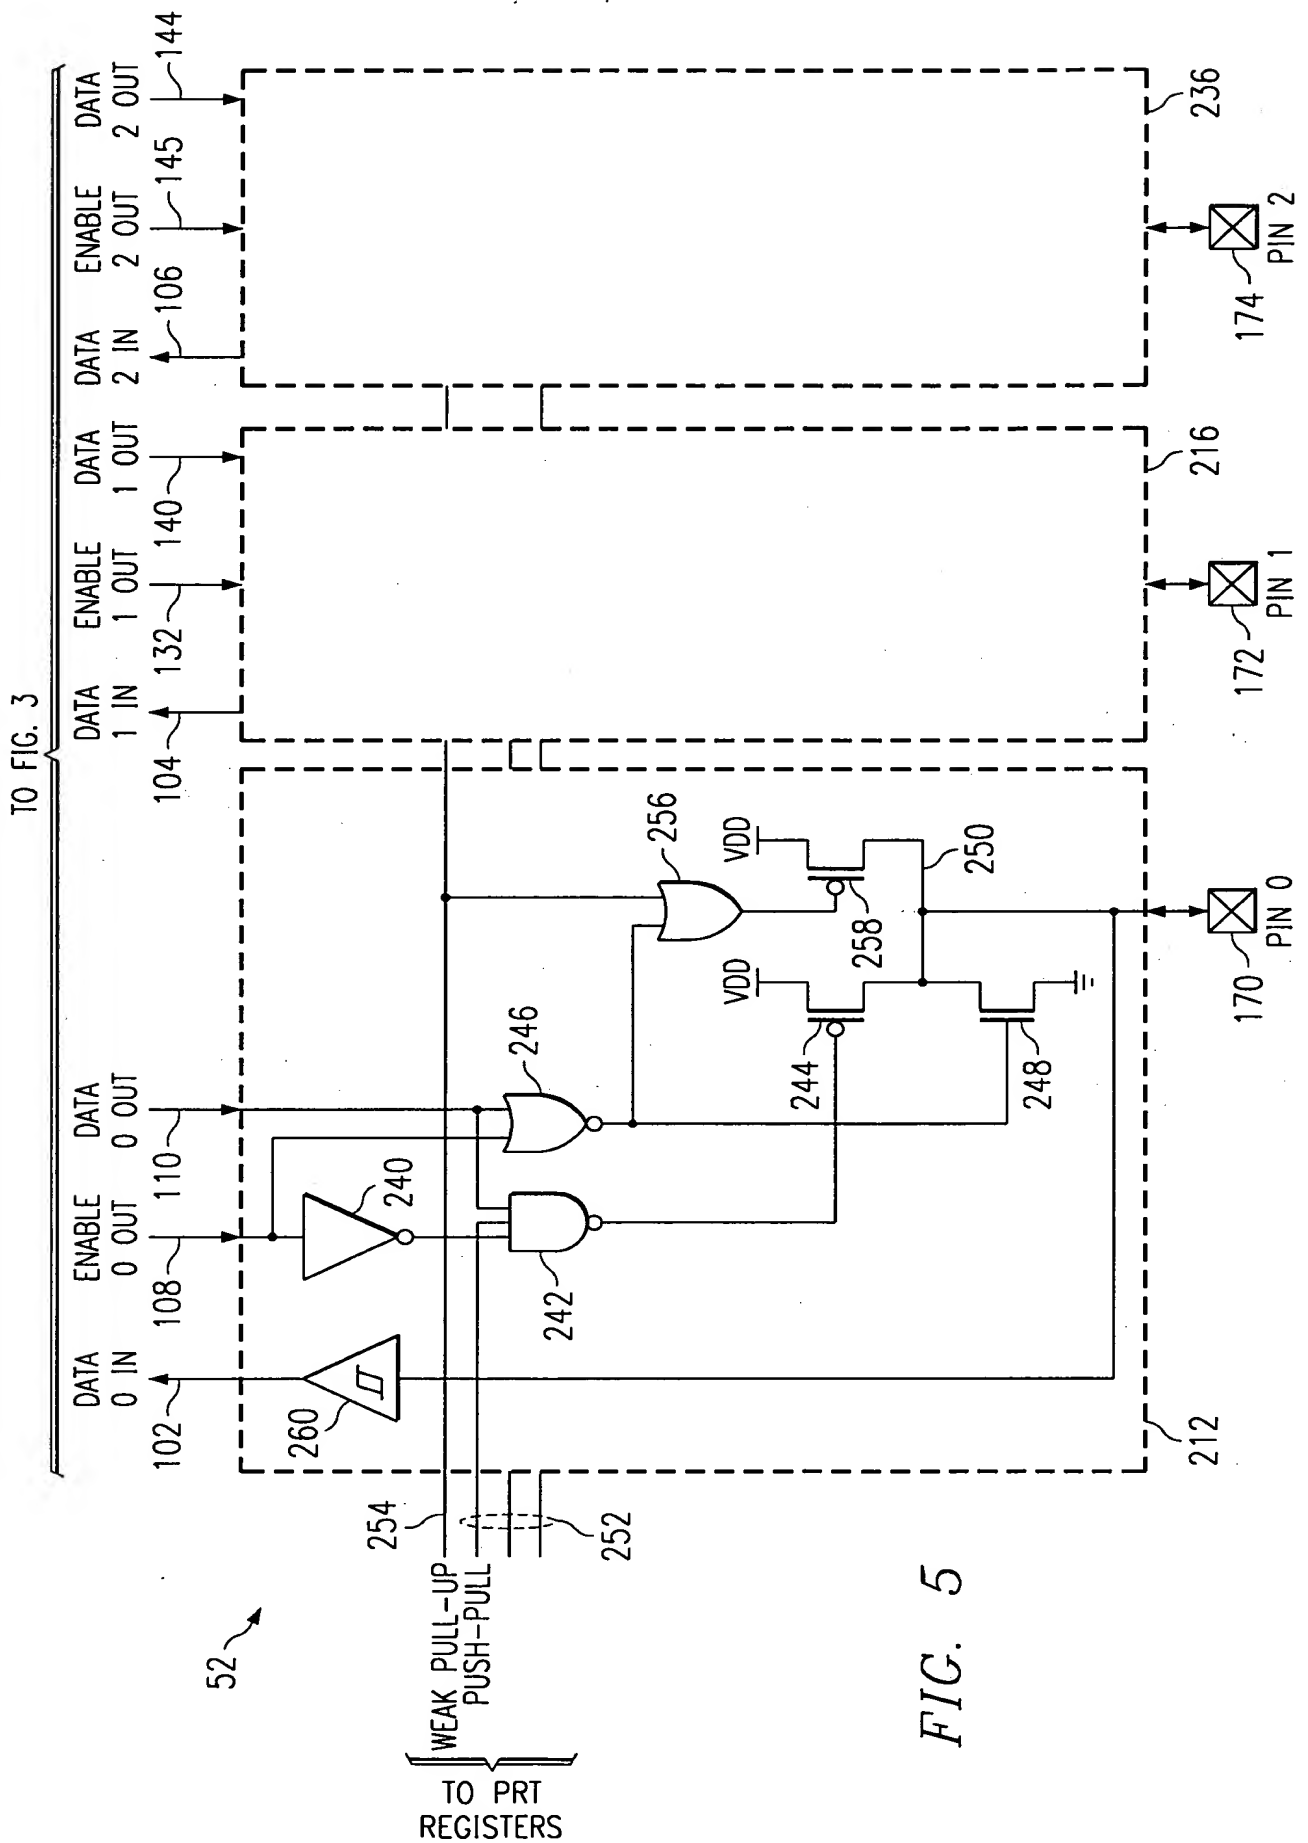 TO FIG. 3
DATA
0 IN
102
ENABLE
0 OUT
108
DATA
0 OUT
110
DATA
1 IN
104
ENABLE
1 OUT
132
DATA
1 OUT
140
DATA
2 IN
106
ENABLE
2 OUT
145
DATA
2 OUT
144
52
260
240
254
WEAK PULL-UP
PUSH-PULL
TO PRT
REGISTERS
252
242
246
256
VDD
VDD
244
258
248
250
212
216
236
170
PIN 0
172
PIN 1
174
PIN 2
FIG. 5